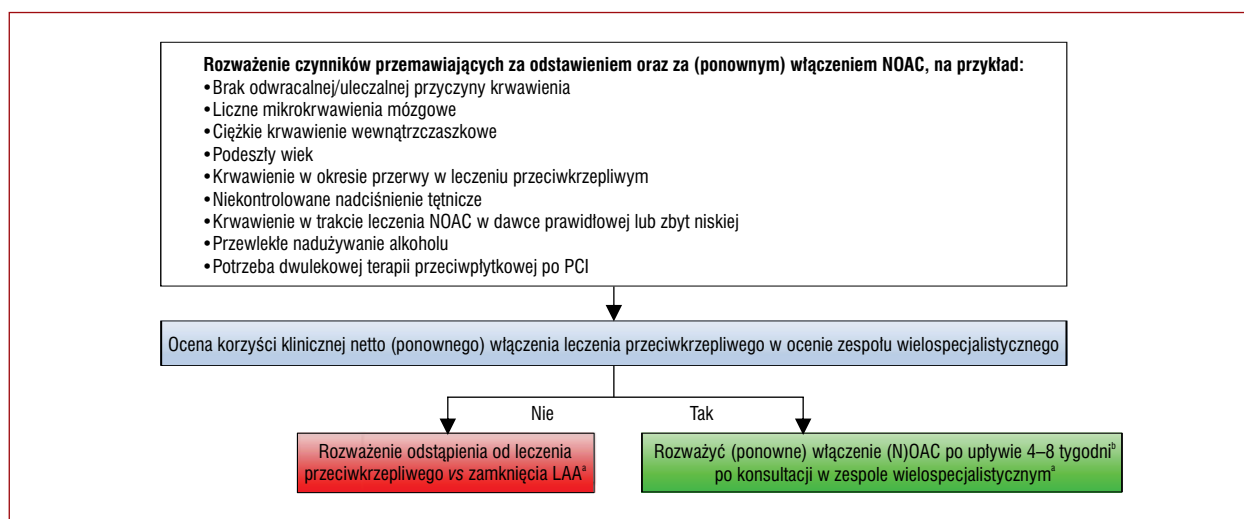 Rozważenie czynników przemawiających za odstawieniem oraz za (ponownym) włączeniem NOAC, na przykład:
•Brak odwracalnej/uleczalnej przyczyny krwawienia
•Liczne mikrokrwawienia mózgowe
•Ciężkie krwawienie wewnątrzczaszkowe
•Podeszły wiek
•Krwawienie w okresie przerwy w leczeniu przeciwkrzepliwym
•Niekontrolowane nadciśnienie tętnicze
•Krwawienie w trakcie leczenia NOAC w dawce prawidłowej lub zbyt niskiej
•Przewlekłe nadużywanie alkoholu
•Potrzeba dwulekowej terapii przeciwpłytkowej po PCI
Ocena korzyści klinicznej netto (ponownego) włączenia leczenia przeciwkrzepliwego w ocenie zespołu wielospecjalistycznego
Nie
Tak
Rozważenie odstąpienia od leczenia
przeciwkrzepliwego vs zamknięcia LAAᵃ
Rozważyć (ponowne) włączenie (N)OAC po upływie 4–8 tygodniᵇ
po konsultacji w zespole wielospecjalistycznymᵃ